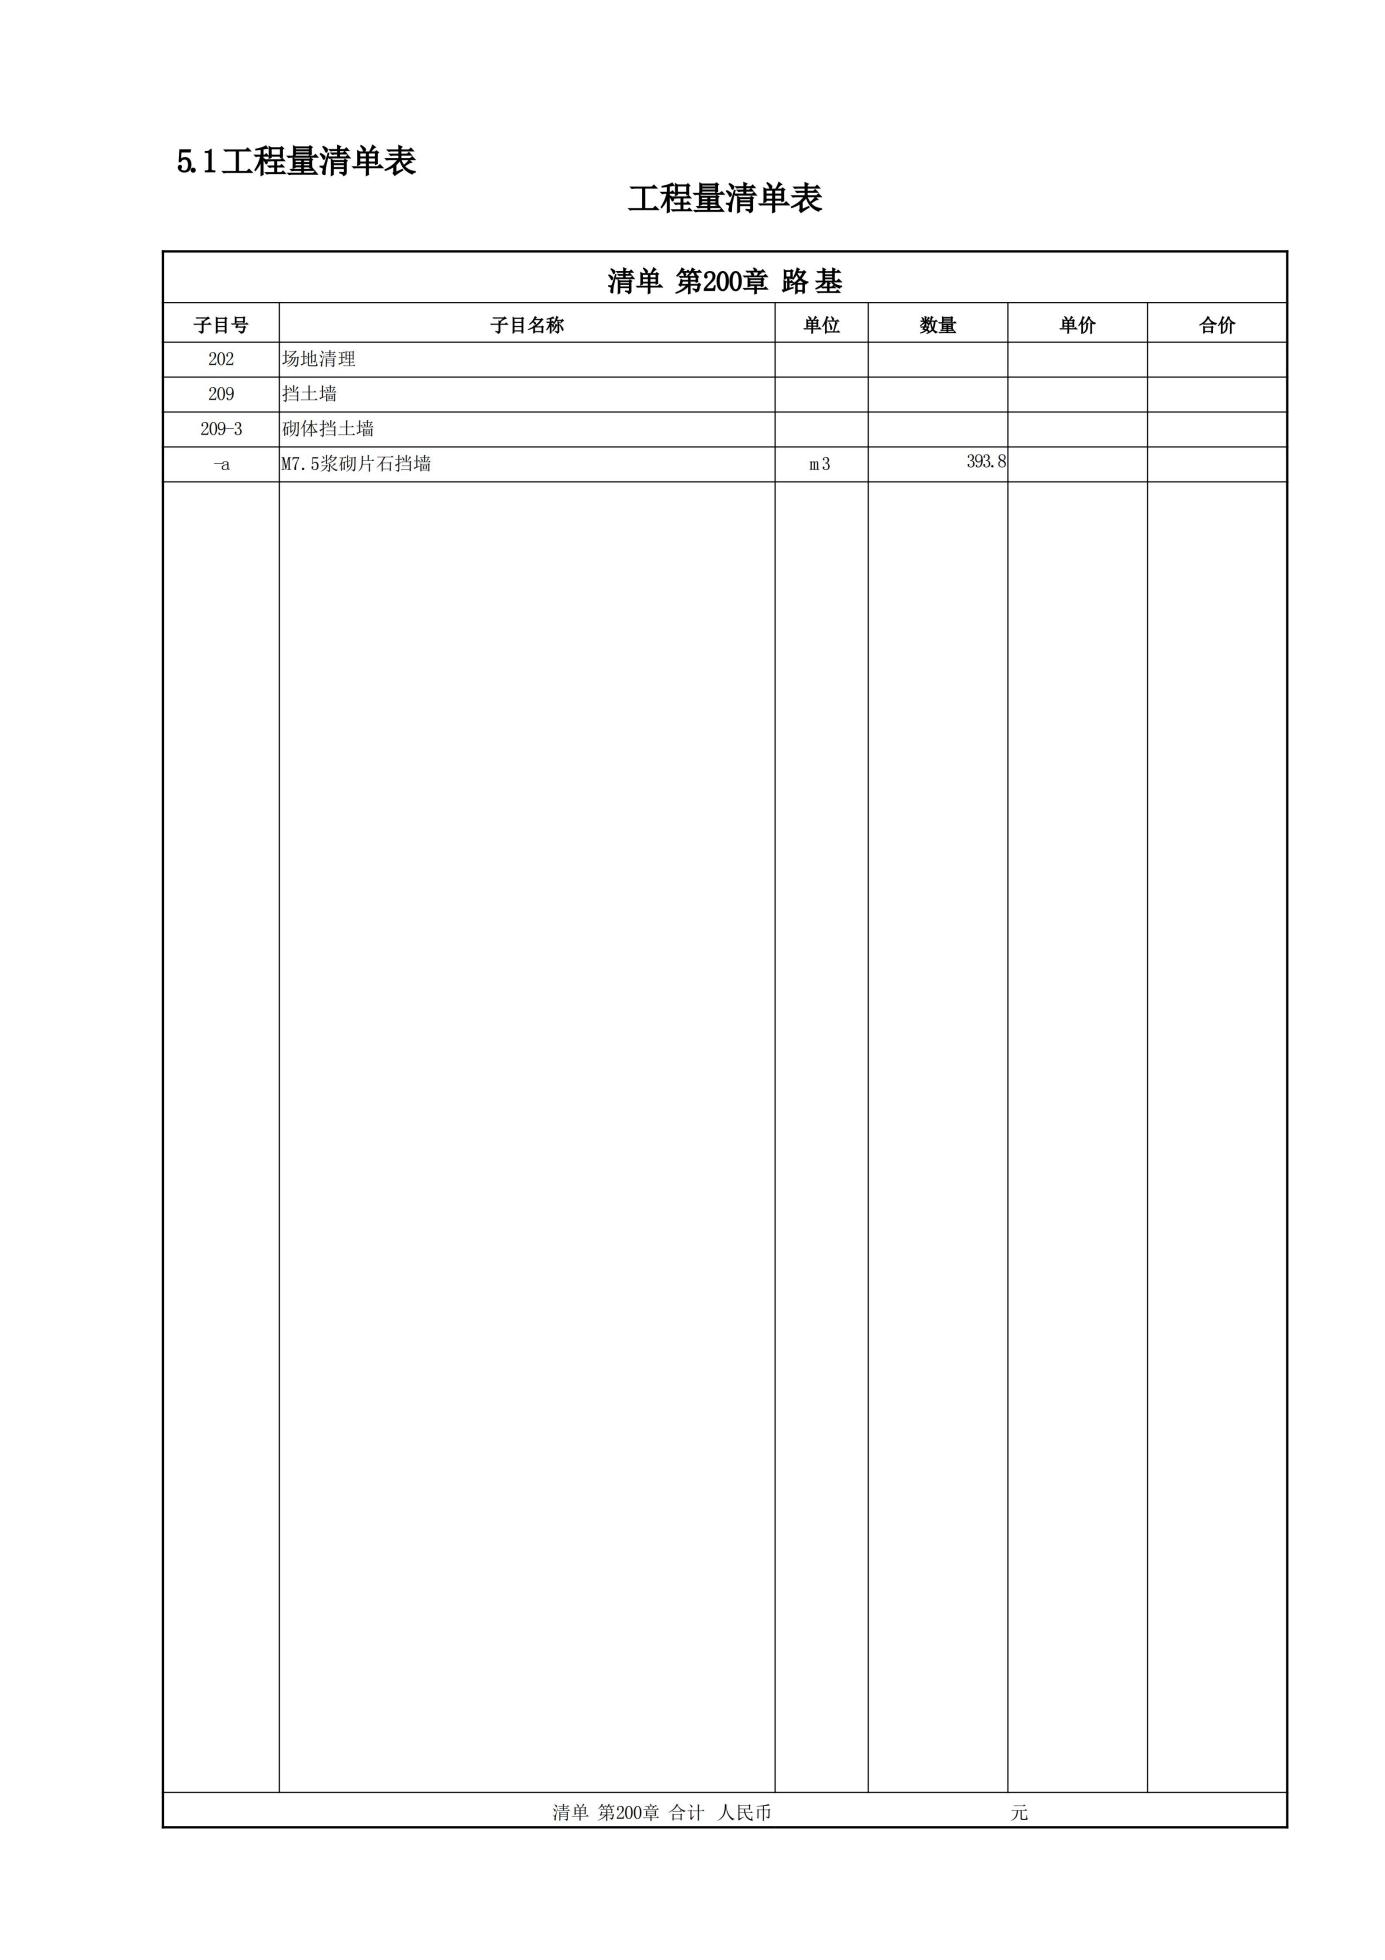 5.1工程量清单表
工程量清单表
清单 第200章 路 基
子目号 子目名称 单位 数量 单价 合价
202 场地清理
209 挡土墙
209-3 砌体挡土墙
-a M7.5浆砌片石挡墙 m3 393.8
清单 第200章 合计 人民币 元